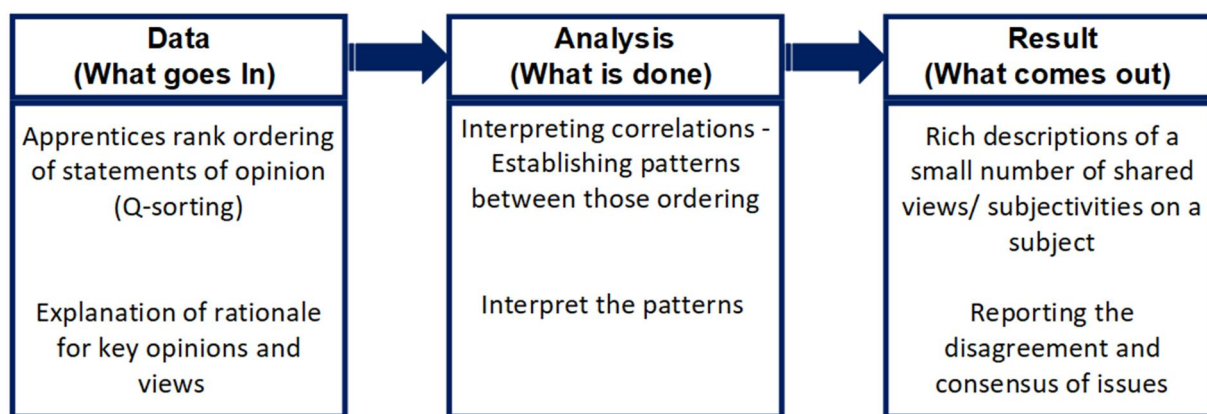 Data
(What goes In)
Apprentices rank ordering
of statements of opinion
(Q-sorting)
Explanation of rationale
for key opinions and
views
Analysis
(What is done)
Interpreting correlations -
Establishing patterns
between those ordering
Interpret the patterns
Result
(What comes out)
Rich descriptions of a
small number of shared
views/ subjectivities on a
subject
Reporting the
disagreement and
consensus of issues